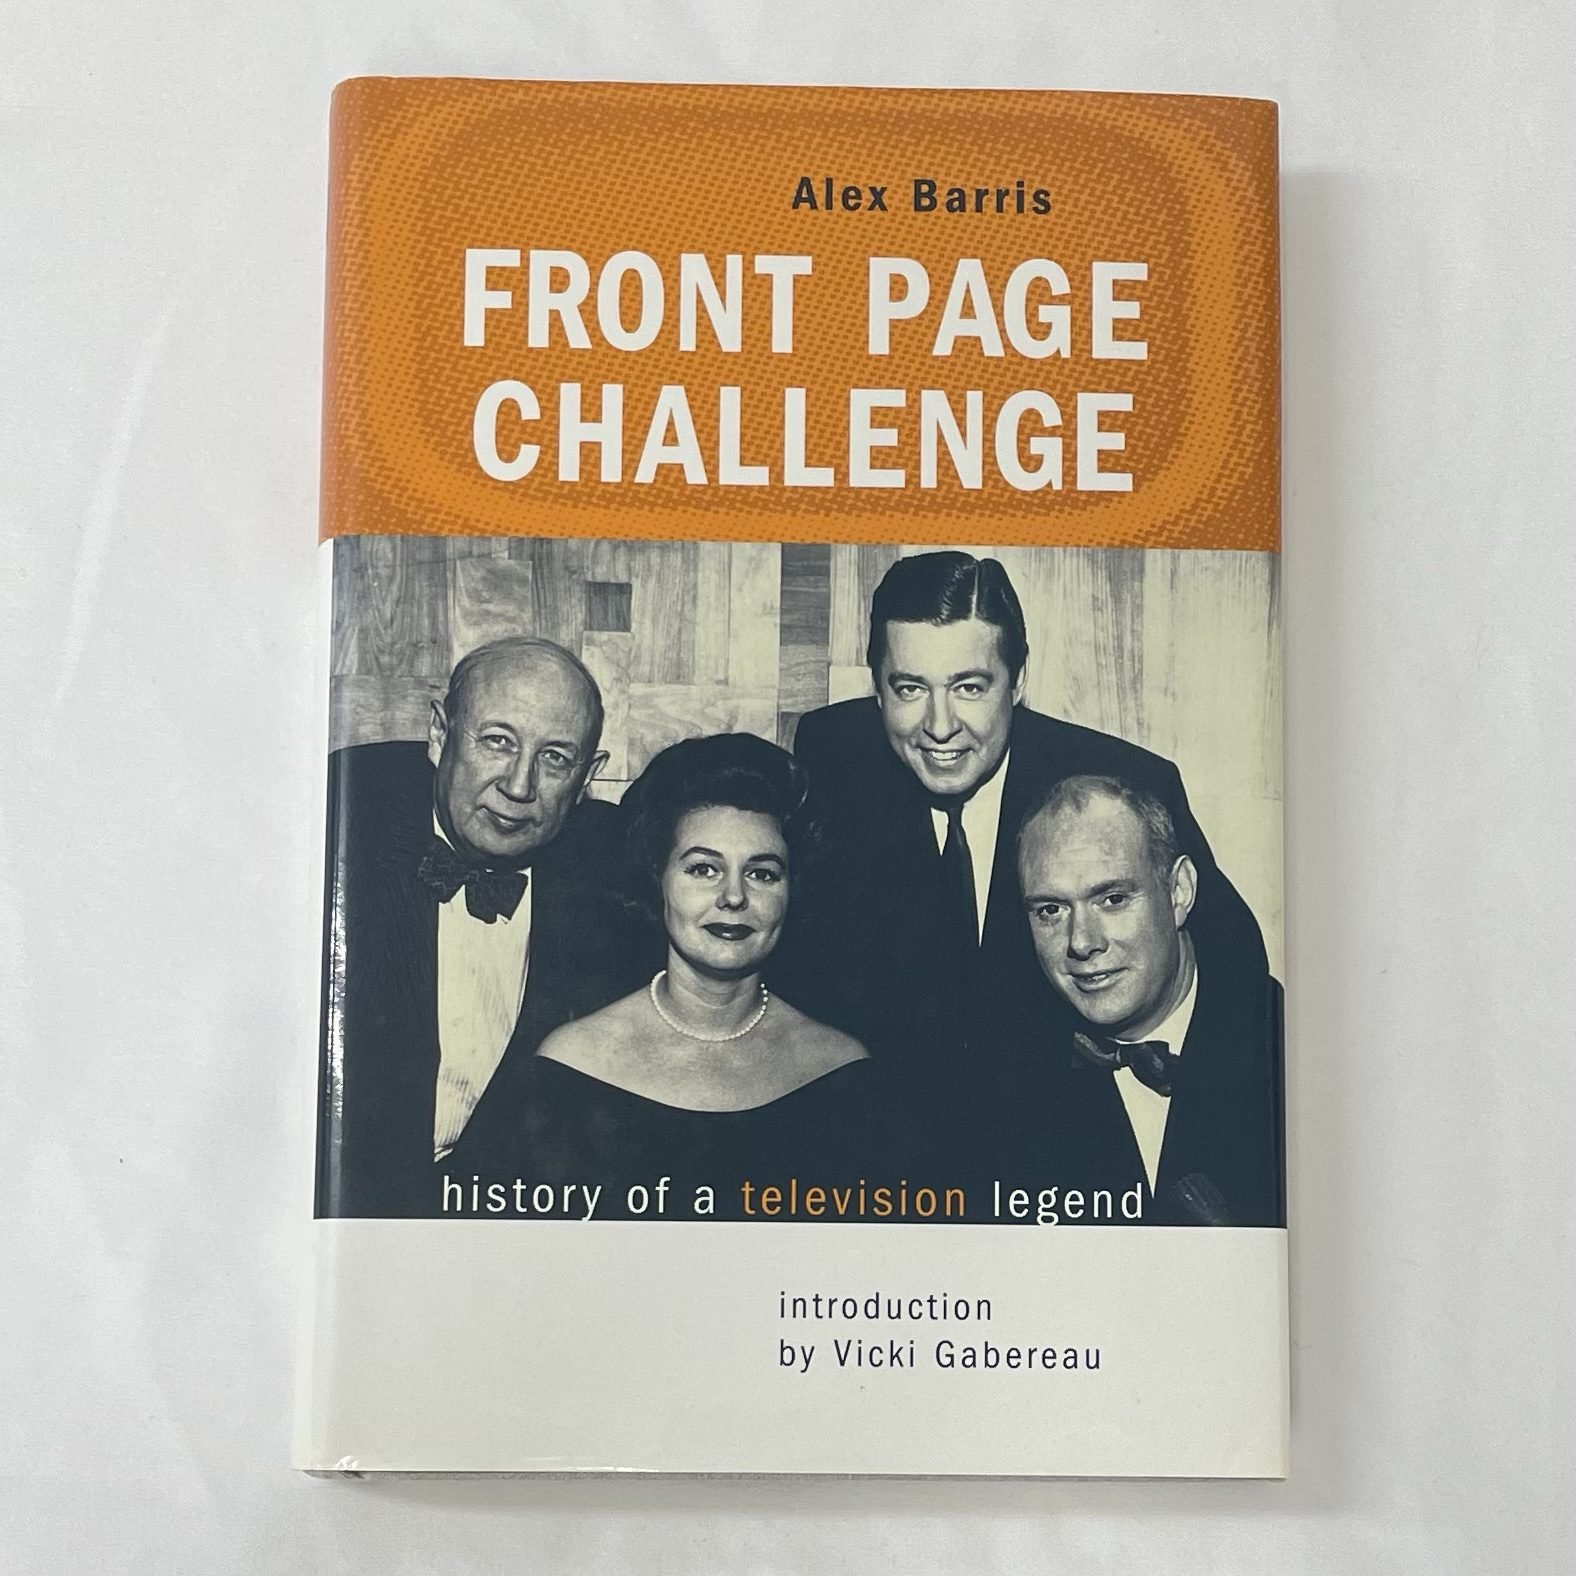 Alex Barris
FRONT PAGE
CHALLENGE
history of a television legend
introduction
by Vicki Gabereau